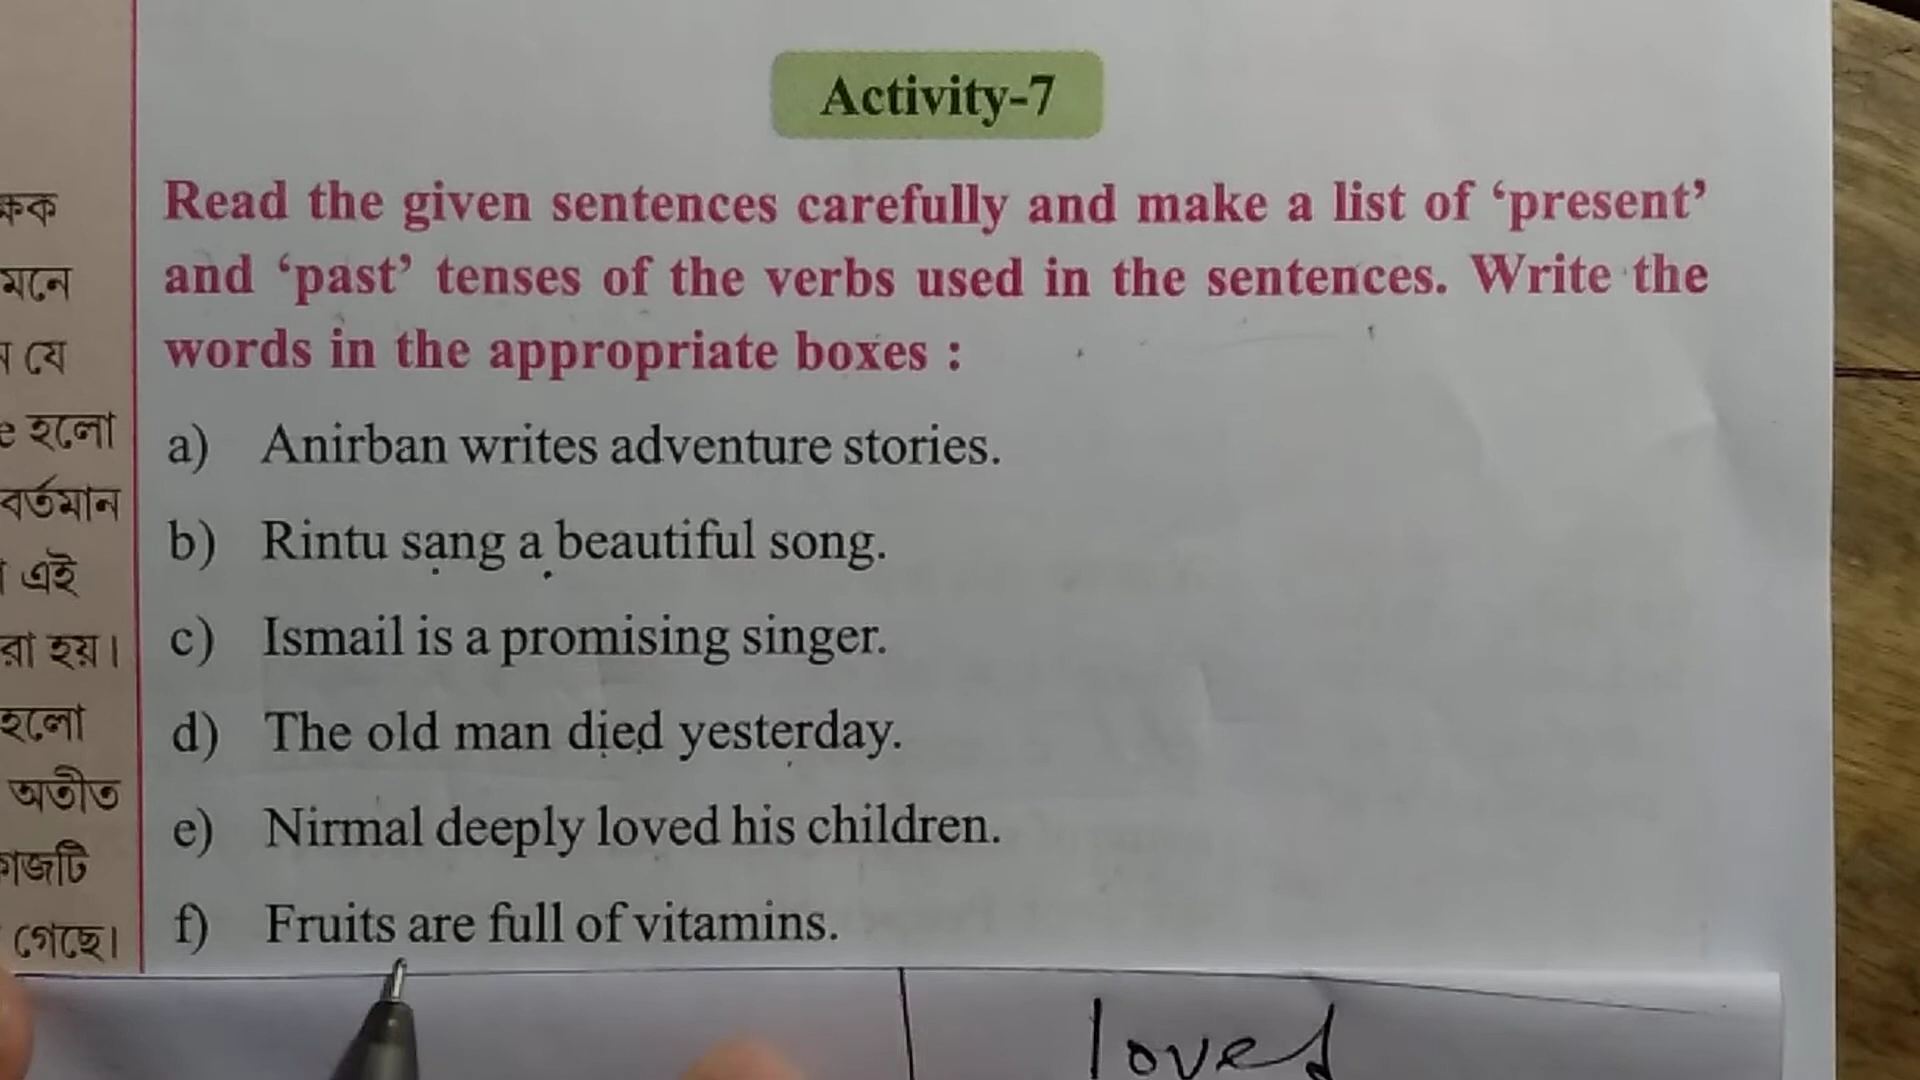 Activity-7
Read the given sentences carefully and make a list of ‘present’
and ‘past’ tenses of the verbs used in the sentences. Write the
words in the appropriate boxes :
a) Anirban writes adventure stories.
b) Rintu sang a beautiful song.
c) Ismail is a promising singer.
d) The old man died yesterday.
e) Nirmal deeply loved his children.
f) Fruits are full of vitamins.
মনে
যে
হলো
বর্তমান
এই
হয়।
হলো
অতীত
গেছে।
loved